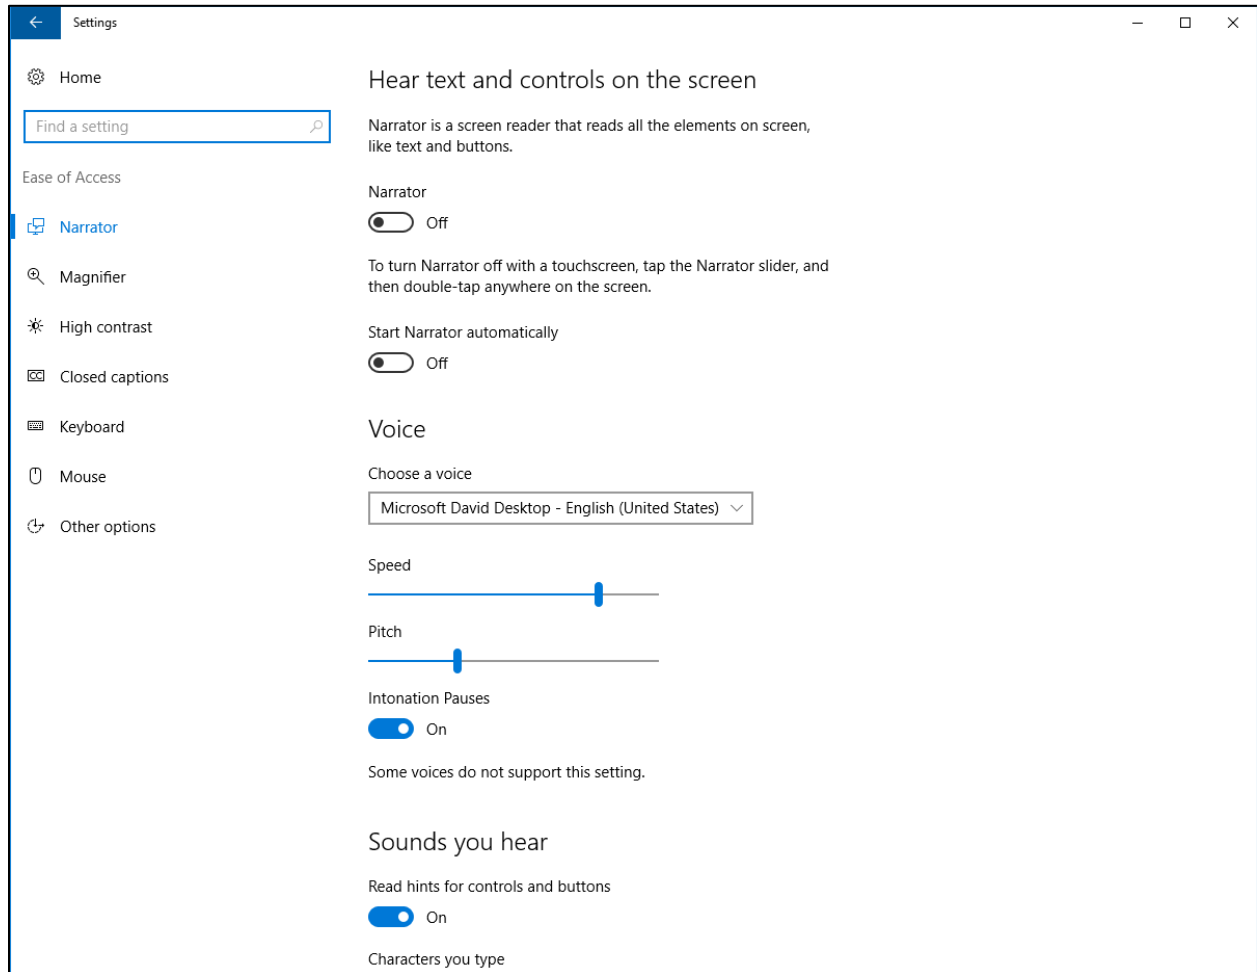 Settings
Home
Find a setting
Ease of Access
Narrator
Magnifier
High contrast
CC
Closed captions
Keyboard
Mouse
Other options
Hear text and controls on the screen
Narrator is a screen reader that reads all the elements on screen,
like text and buttons.
Narrator
Off
To turn Narrator off with a touchscreen, tap the Narrator slider, and
then double-tap anywhere on the screen.
Start Narrator automatically
Off
Voice
Choose a voice
Microsoft David Desktop - English (United States)
Speed
Pitch
Intonation Pauses
On
Some voices do not support this setting.
Sounds you hear
Read hints for controls and buttons
On
Characters you type